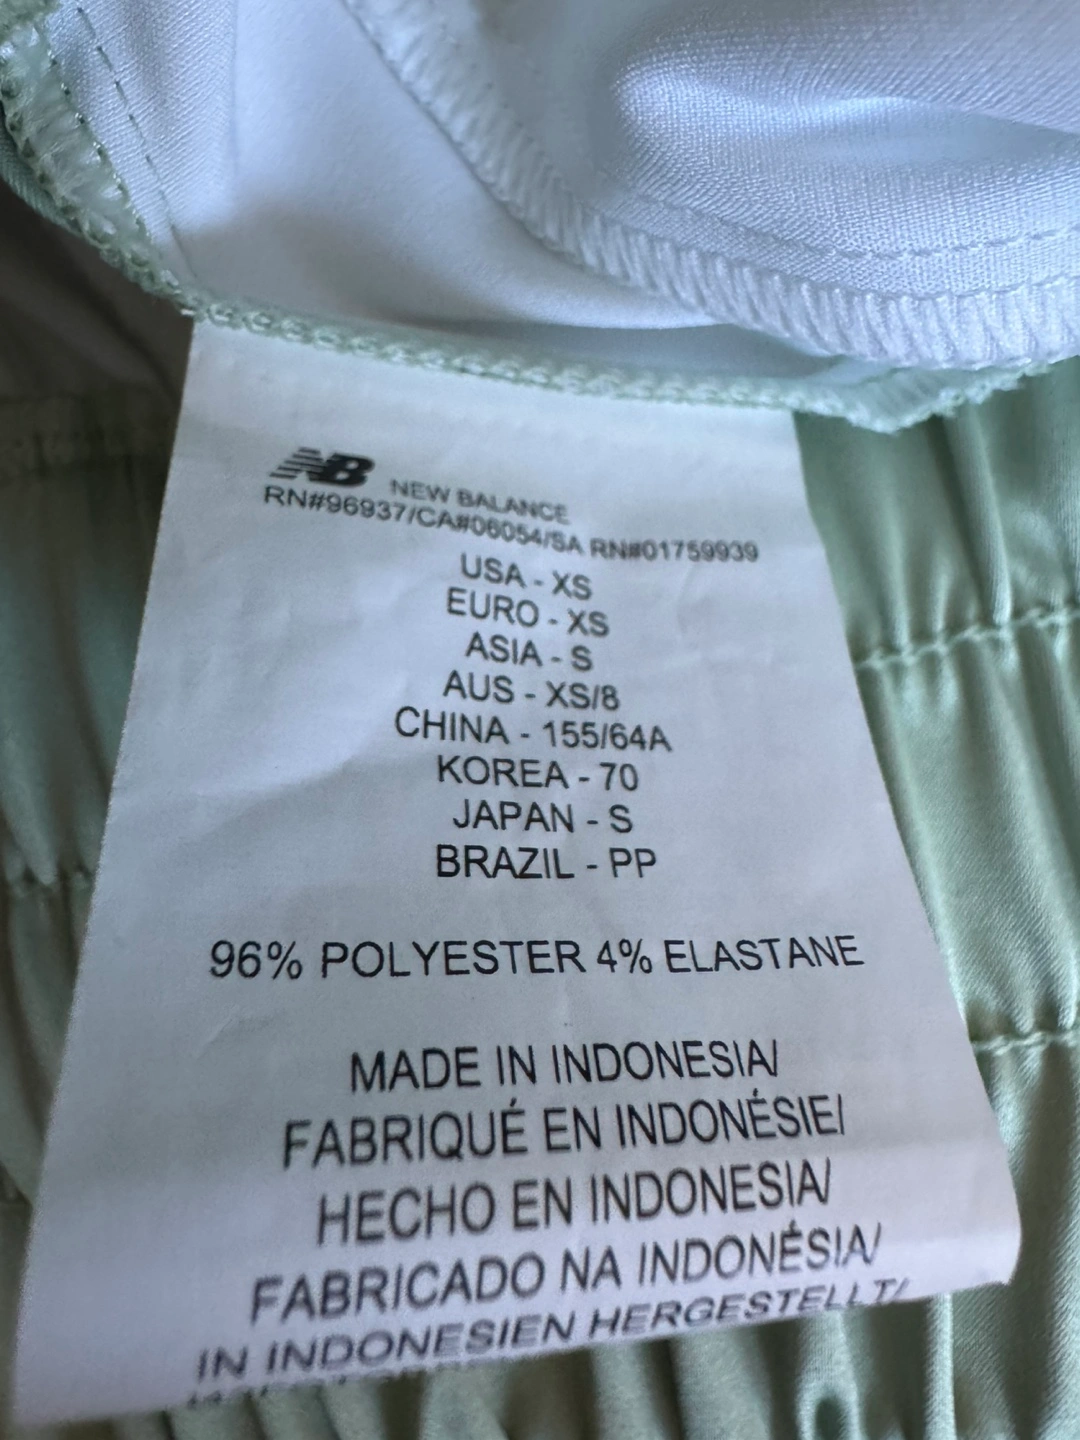 NB NEW BALANCE
RN#96937/CA#06054/SA RN#01759939
USA - XS
EURO - XS
ASIA - S
AUS - XS/8
CHINA - 155/64A
KOREA - 70
JAPAN - S
BRAZIL - PP
96% POLYESTER 4% ELASTANE
MADE IN INDONESIA/
FABRIQUÉ EN INDONÉSIE/
HECHO EN INDONESIA/
FABRICADO NA INDONÉSIA/
IN INDONESIEN HERGESTELLT/